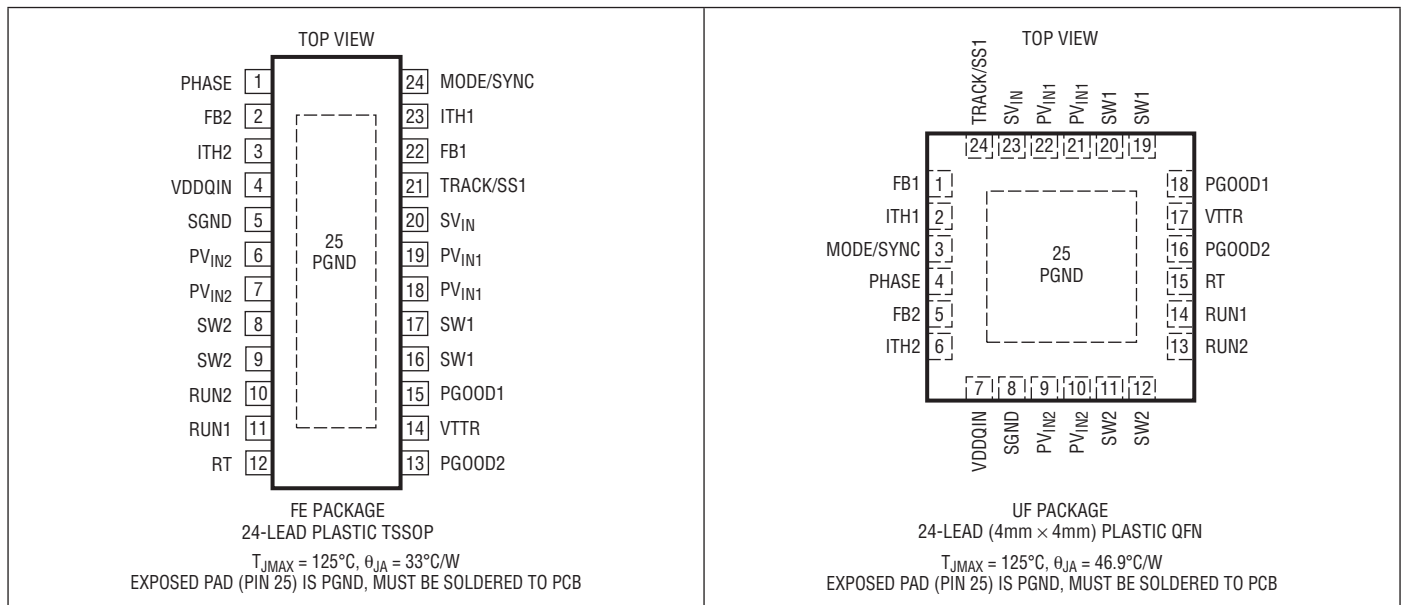 TOP VIEW
PHASE 1
FB2 2
ITH2 3
VDDQIN 4
SGND 5
PVIN2 6
PVIN2 7
SW2 8
SW2 9
RUN2 10
RUN1 11
RT 12
25
PGND
24 MODE/SYNC
23 ITH1
22 FB1
21 TRACK/SS1
20 SVIN
19 PVIN1
18 PVIN1
17 SW1
16 SW1
15 PGOOD1
14 VTTR
13 PGOOD2
FE PACKAGE
24-LEAD PLASTIC TSSOP
TJMAX = 125°C, θJA = 33°C/W
EXPOSED PAD (PIN 25) IS PGND, MUST BE SOLDERED TO PCB
TOP VIEW
TRACK/SS1
SVIN
PVIN1
PVIN1
SW1
SW1
24 23 22 21 20 19
FB1 1
ITH1 2
MODE/SYNC 3
PHASE 4
FB2 5
ITH2 6
25
PGND
18 PGOOD1
17 VTTR
16 PGOOD2
15 RT
14 RUN1
13 RUN2
7 8 9 10 11 12
VDDQIN
SGND
PVIN2
PVIN2
SW2
SW2
UF PACKAGE
24-LEAD (4mm × 4mm) PLASTIC QFN
TJMAX = 125°C, θJA = 46.9°C/W
EXPOSED PAD (PIN 25) IS PGND, MUST BE SOLDERED TO PCB